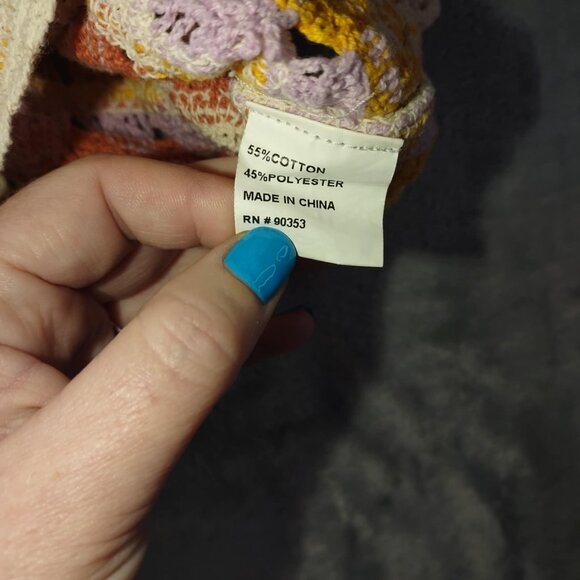 55%COTTON
45%POLYESTER
MADE IN CHINA
RN # 90353